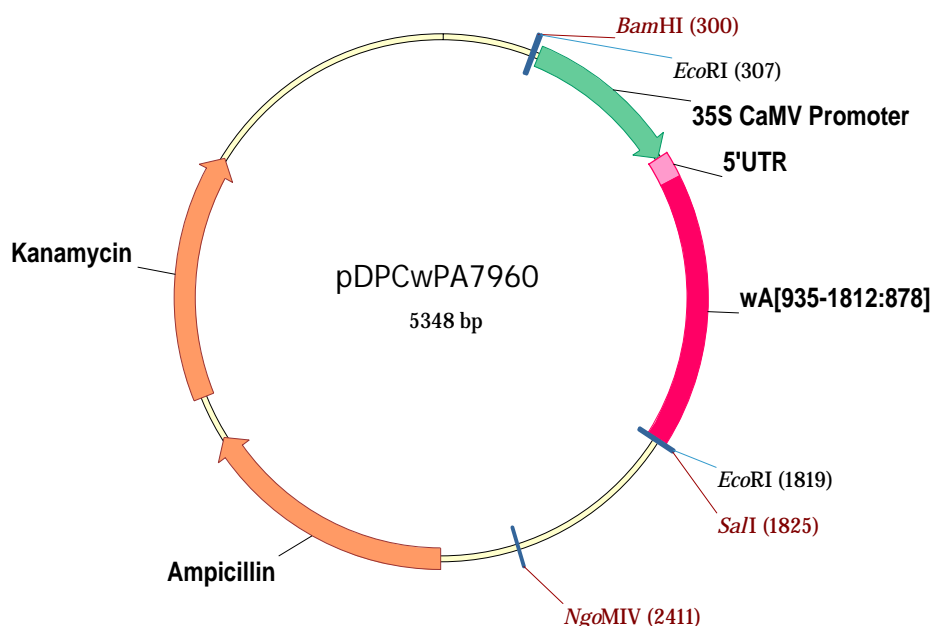 BamHI (300)
EcoRI (307)
35S CaMV Promoter
5'UTR
Kanamycin
pDPCwPA7960
5348 bp
wA[935-1812:878]
EcoRI (1819)
SalI (1825)
Ampicillin
NgoMIV (2411)